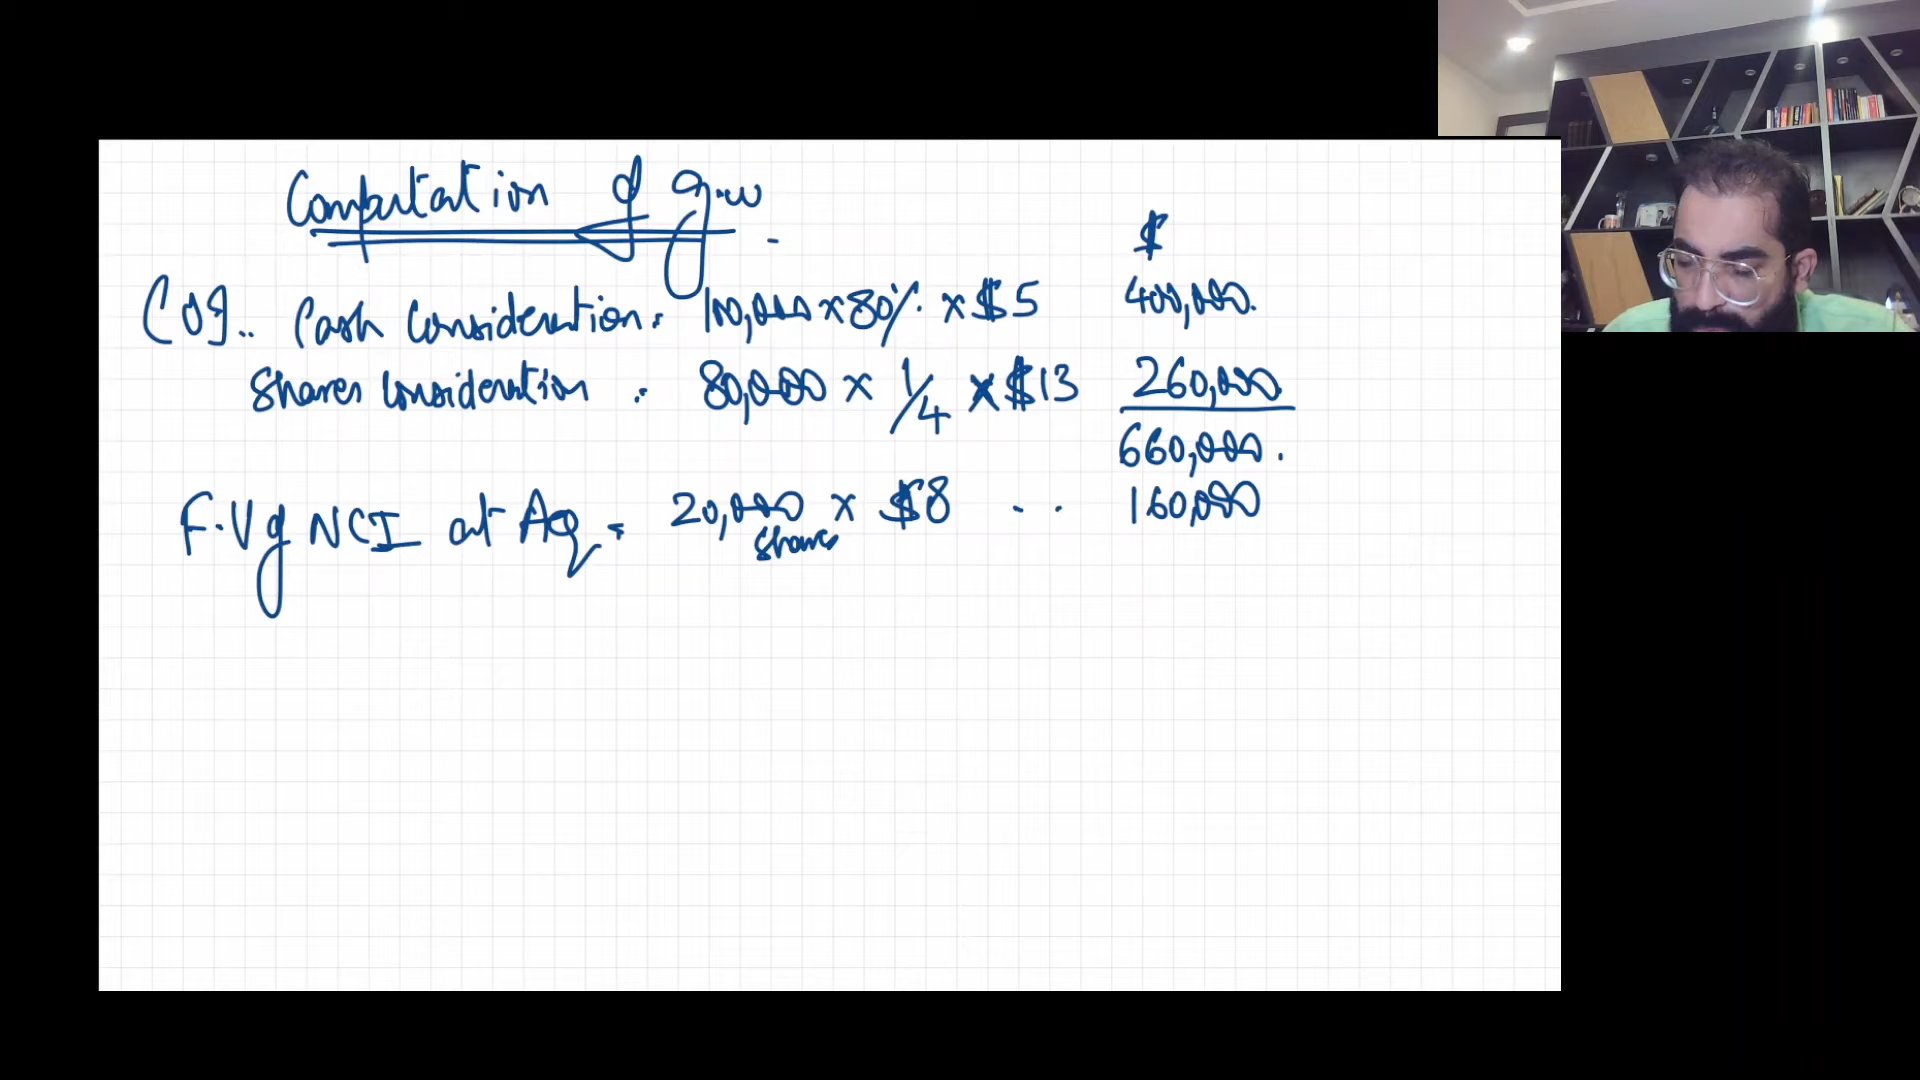 Computation of g.w
$
COI.. Cash Consideration. 100,000 x 80% x $5 400,000.
Shares Consideration . 80,000 x 1/4 x $13 260,000.
660,000.
F.V of NCI at Aq. 20,000 x $8 .. 160,000
Shares